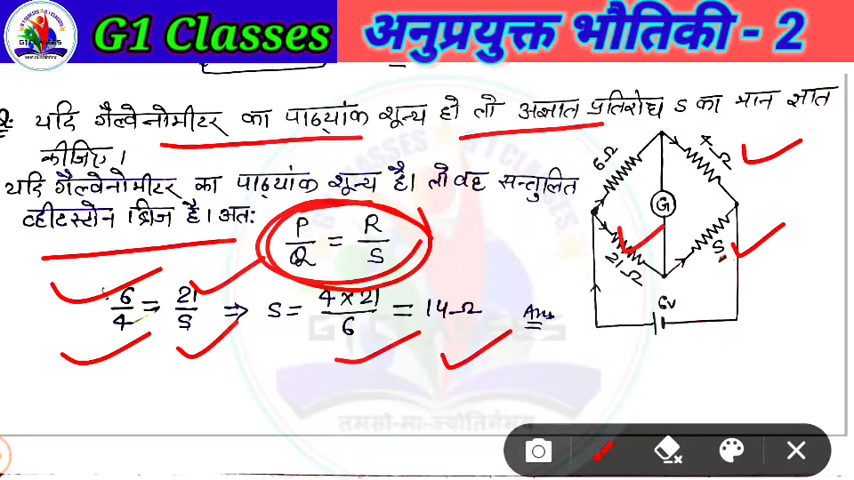 G1 Classes अनुप्रयुक्त भौतिकी - 2
Q. यदि गैल्वेनोमीटर का पाठ्यांक शून्य हो तो अज्ञात प्रतिरोध S का मान ज्ञात
कीजिए।
यदि गैल्वेनोमीटर का पाठ्यांक शून्य है। तो वह सन्तुलित
व्हीटस्टोन ब्रिज है। अतः
P/Q = R/S
6/4 = 21/S ⇒ S = 4×21/6 = 14Ω Ans
6Ω
4Ω
G
21Ω
S
6V
तमसो-मा-ज्योतिर्गमय